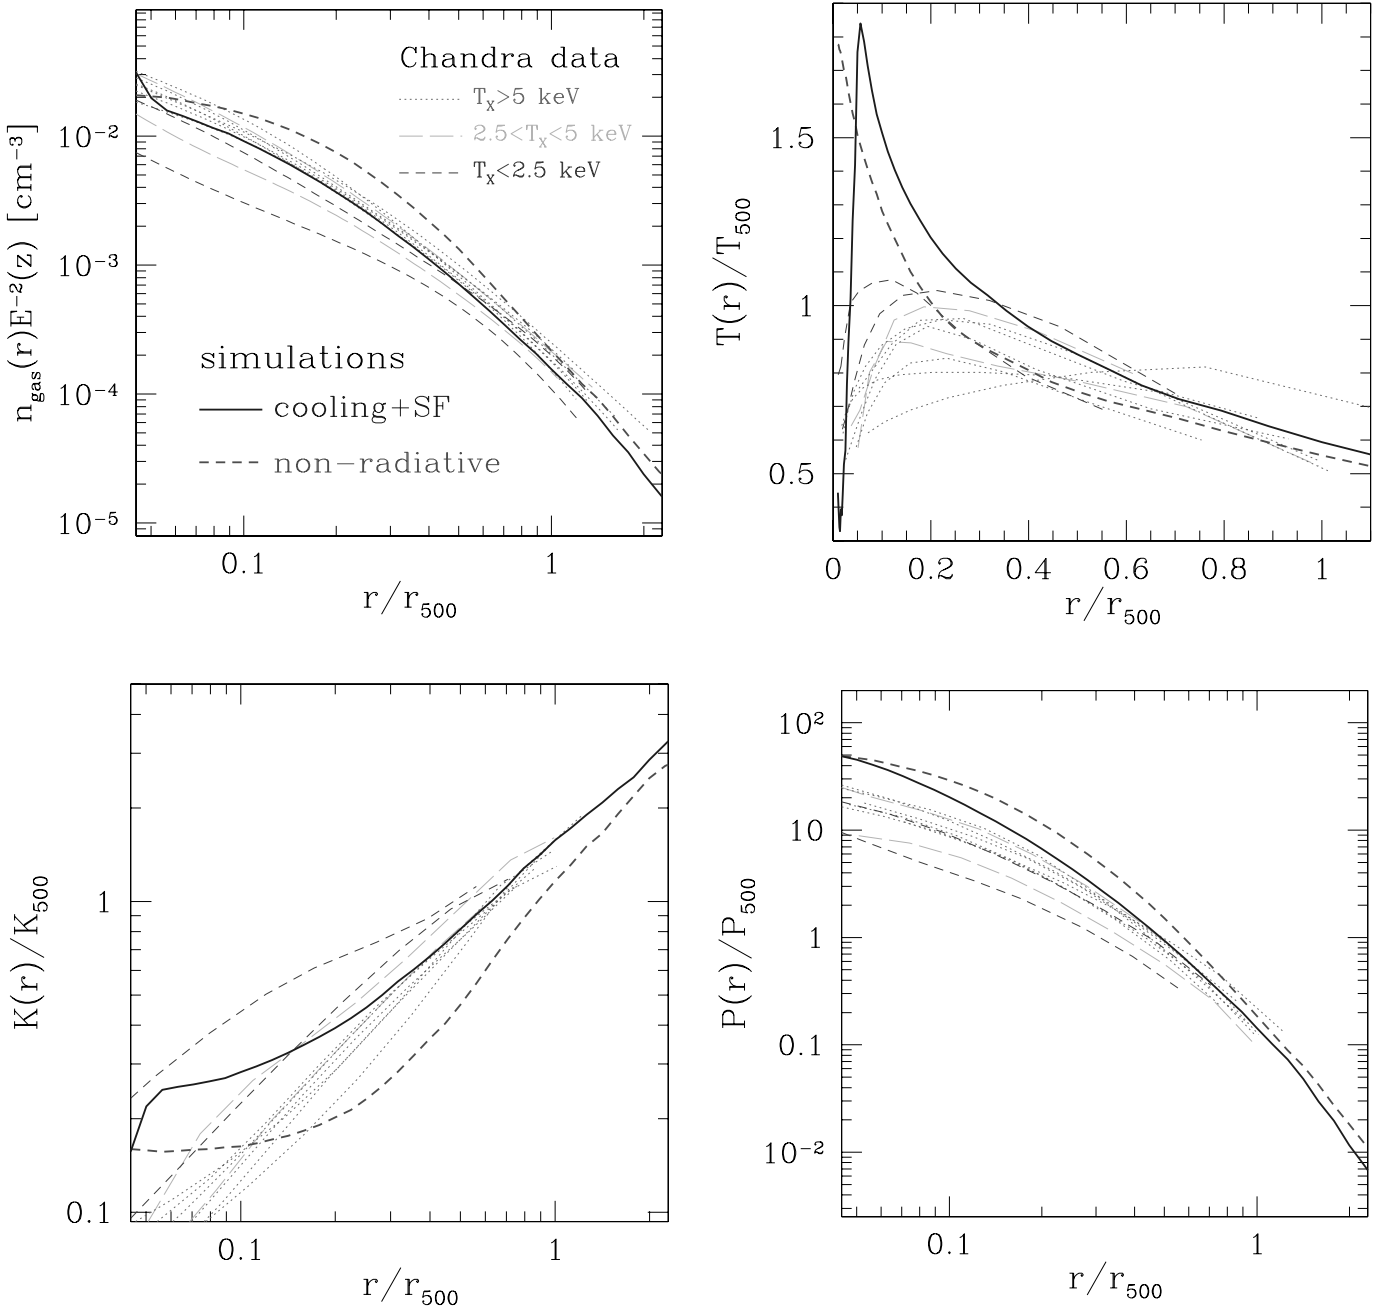 Chandra data
T_X>5 keV
2.5<T_X<5 keV
T_X<2.5 keV
simulations
cooling+SF
non-radiative
n_gas(r)E^-2(z) [cm^-3]
10^-2
10^-3
10^-4
10^-5
0.1 1
r/r_500
T(r)/T_500
1.5
1
0.5
0 0.2 0.4 0.6 0.8 1
r/r_500
K(r)/K_500
1
0.1
0.1 1
r/r_500
P(r)/P_500
10^2
10
1
0.1
10^-2
0.1 1
r/r_500